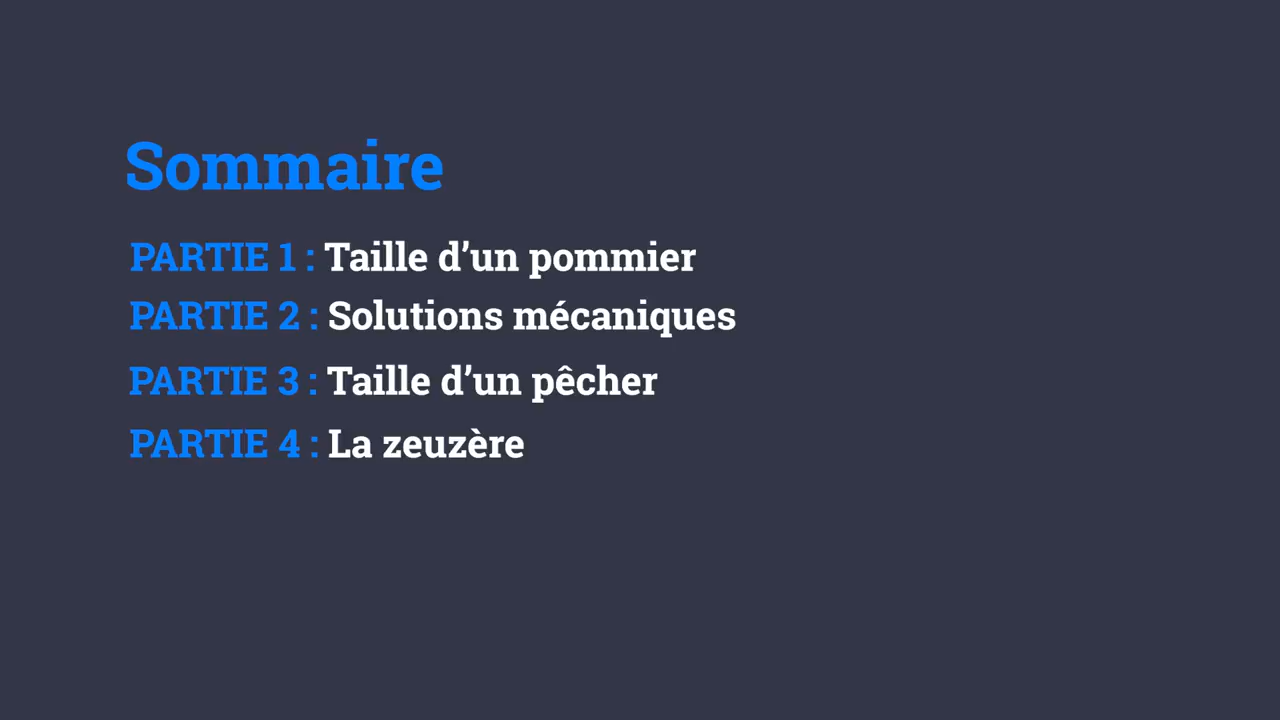 Sommaire
PARTIE 1 : Taille d’un pommier
PARTIE 2 : Solutions mécaniques
PARTIE 3 : Taille d’un pêcher
PARTIE 4 : La zeuzère